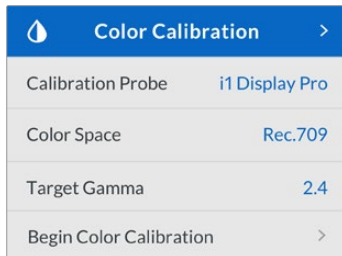 Color Calibration
Calibration Probe i1 Display Pro
Color Space Rec.709
Target Gamma 2.4
Begin Color Calibration